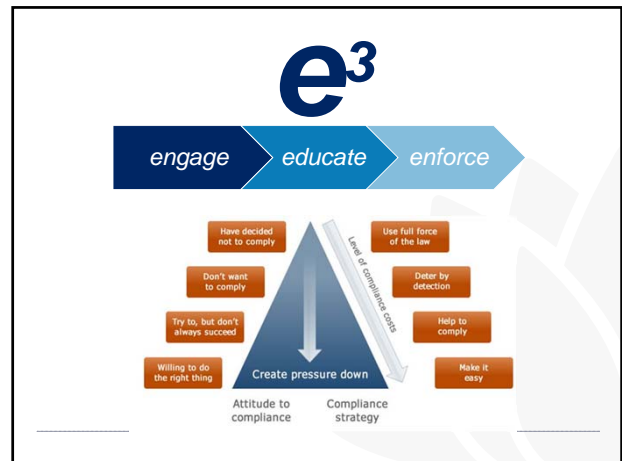 e³
engage educate enforce
Have decided
not to comply
Use full force
of the law
Level of compliance costs
Don't want
to comply
Deter by
detection
Try to, but don't
always succeed
Help to
comply
Willing to do
the right thing
Create pressure down
Make it
easy
Attitude to
compliance
Compliance
strategy